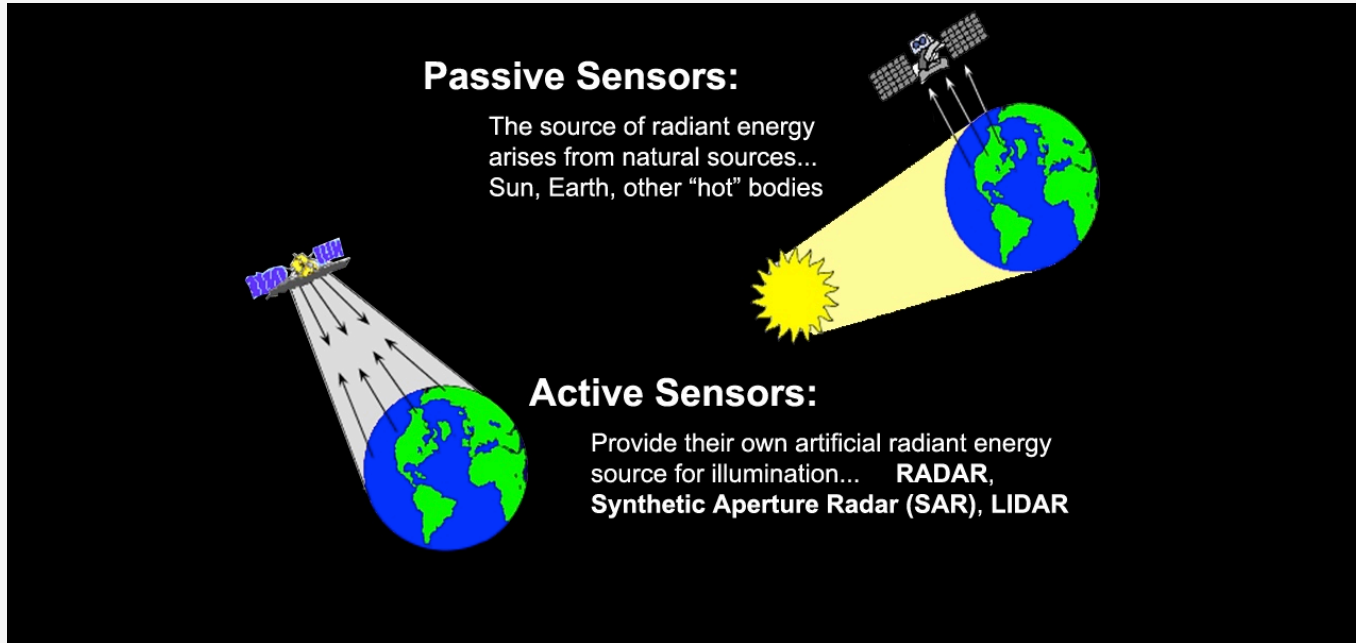 Passive Sensors:
The source of radiant energy
arises from natural sources...
Sun, Earth, other “hot” bodies
Active Sensors:
Provide their own artificial radiant energy
source for illumination... RADAR,
Synthetic Aperture Radar (SAR), LIDAR